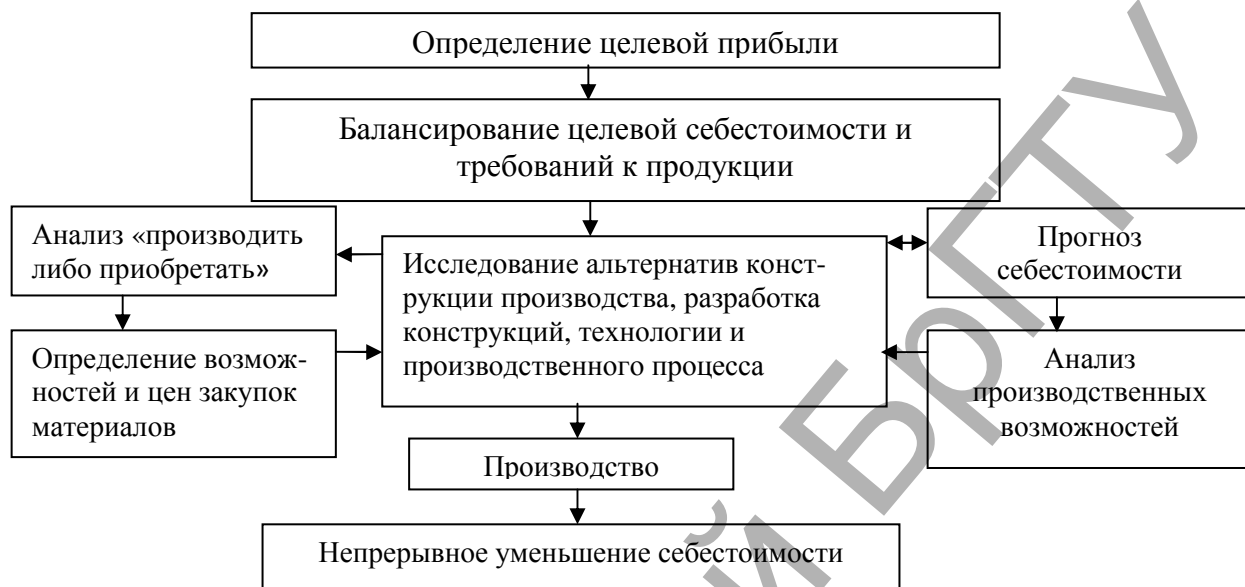 Определение целевой прибыли
Балансирование целевой себестоимости и
требований к продукции
Анализ «производить
либо приобретать»
Определение возмож-
ностей и цен закупок
материалов
Исследование альтернатив конст-
рукции производства, разработка
конструкций, технологии и
производственного процесса
Прогноз
себестоимости
Анализ
производственных
возможностей
Производство
Непрерывное уменьшение себестоимости
й БрГТУ